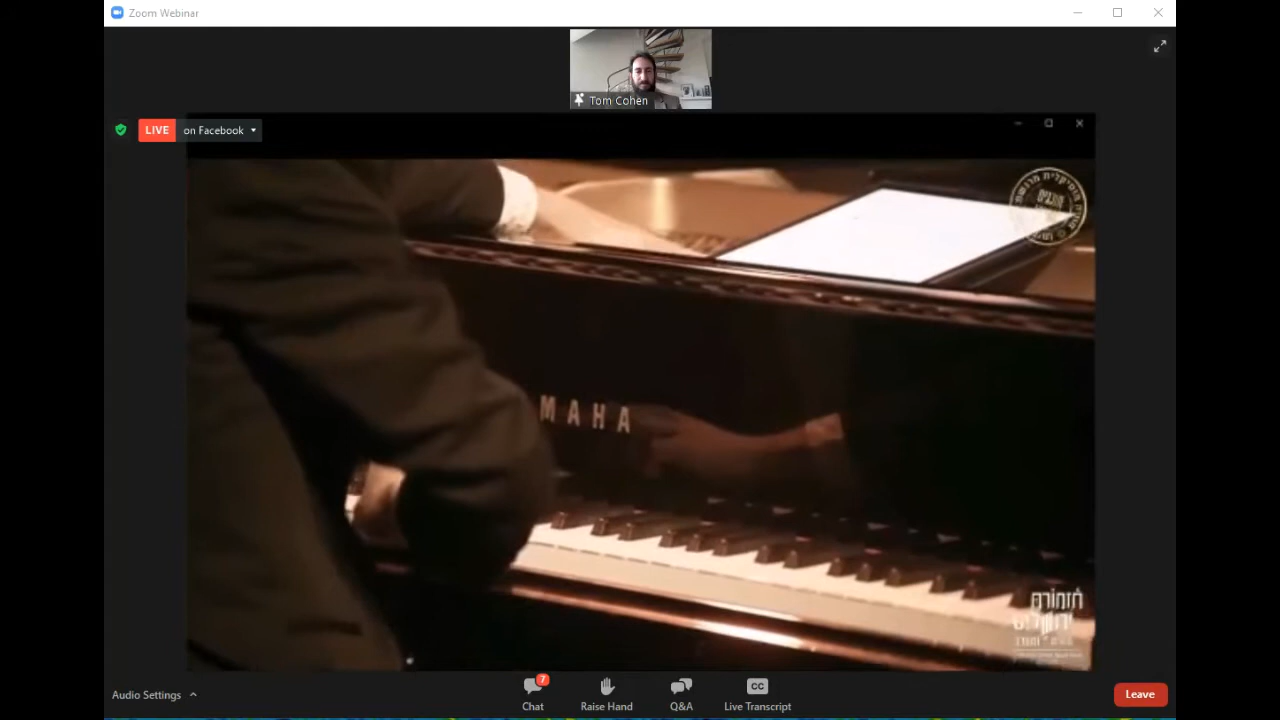 Zoom Webinar
Tom Cohen
LIVE on Facebook
MAHA
7
Chat
Raise Hand
Q&A
CC
Live Transcript
Audio Settings
Leave